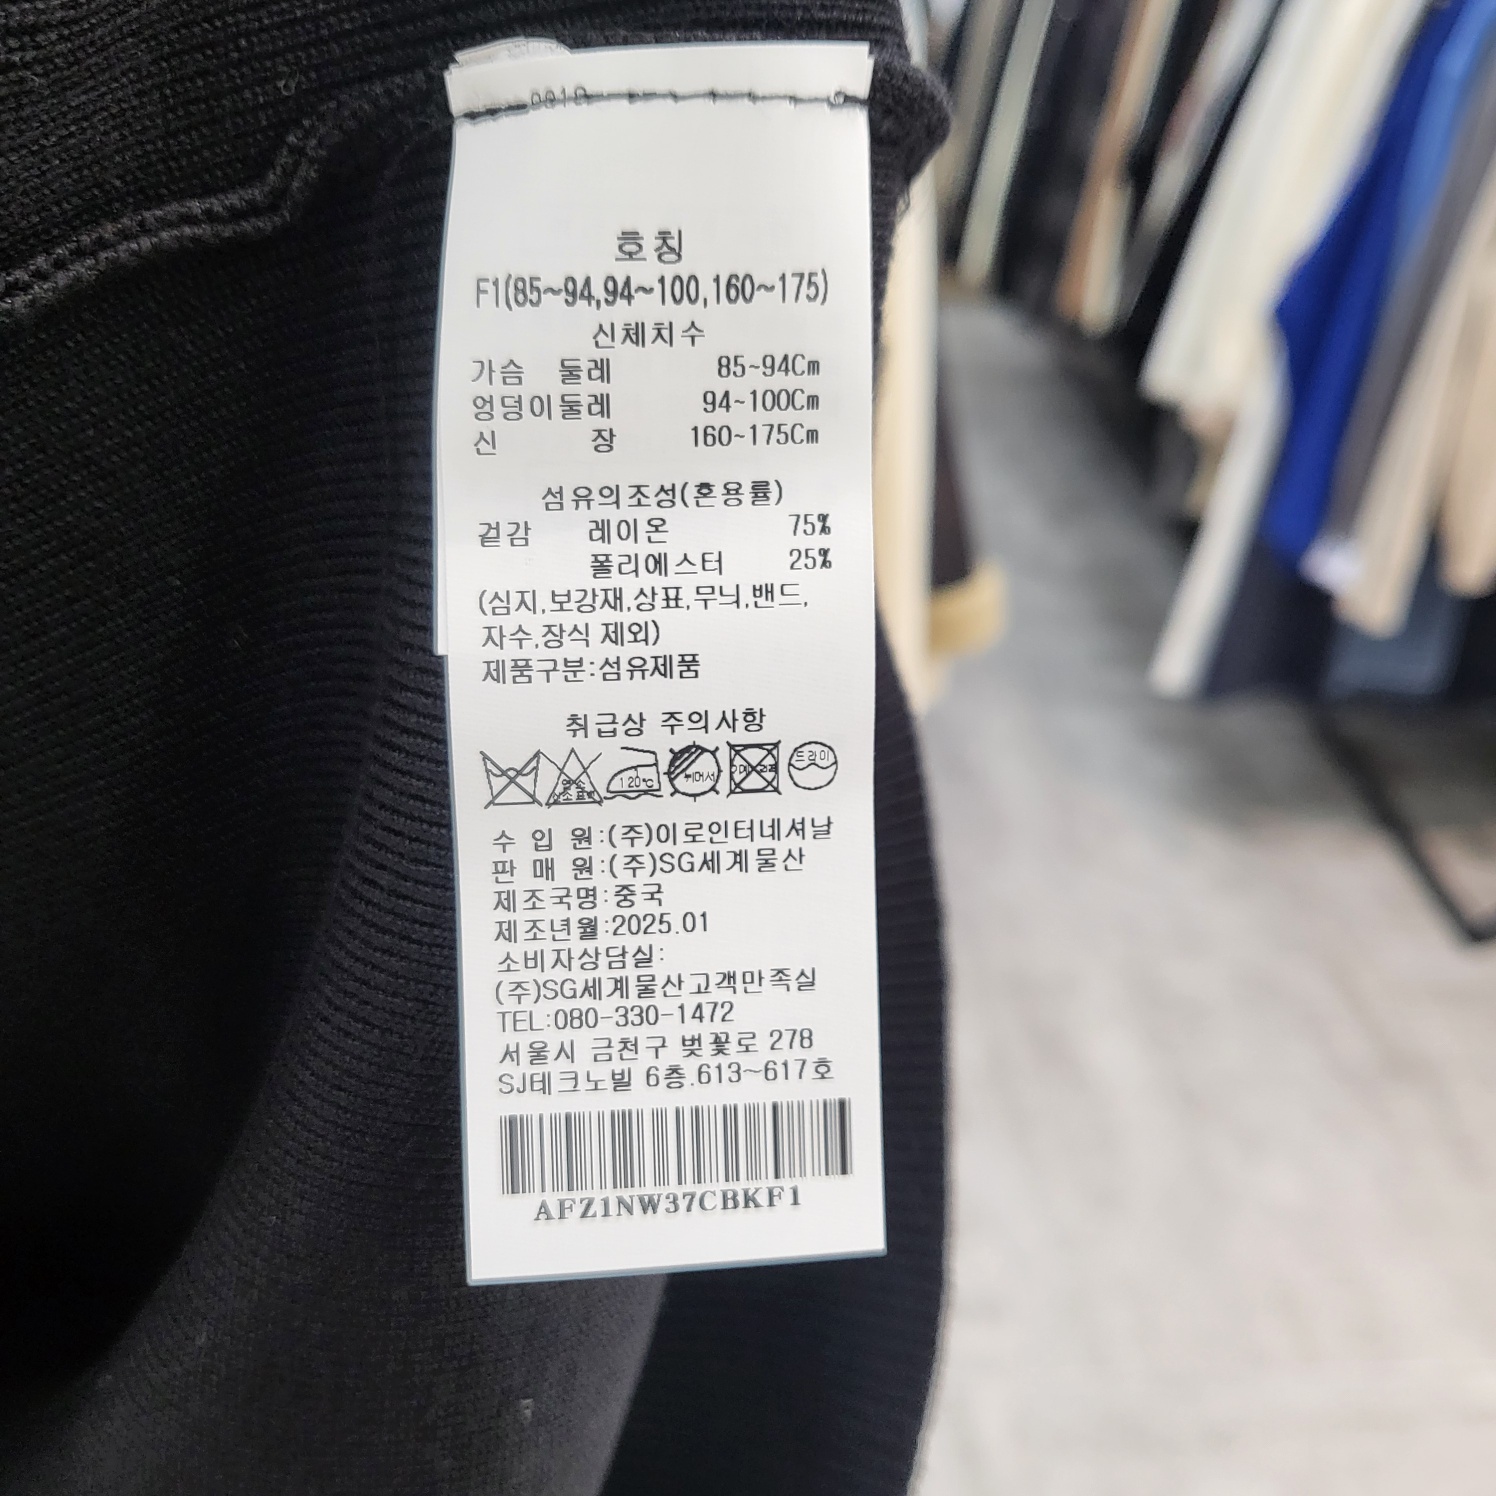 호칭
F1(85~94,94~100,160~175)
신체치수
가슴 둘레 85~94Cm
엉덩이둘레 94~100Cm
신 장 160~175Cm
섬유의조성(혼용률)
겉감 레이온 75%
폴리에스터 25%
(심지,보강재,상표,무늬,밴드,
자수,장식 제외)
제품구분:섬유제품
취급상 주의사항
120℃ 드라이
수 입 원:(주)이로인터네셔날
판 매 원:(주)SG세계물산
제조국명:중국
제조년월:2025.01
소비자상담실:
(주)SG세계물산고객만족실
TEL:080-330-1472
서울시 금천구 벚꽃로 278
SJ테크노빌 6층.613~617호
AFZ1NW37CBKF1